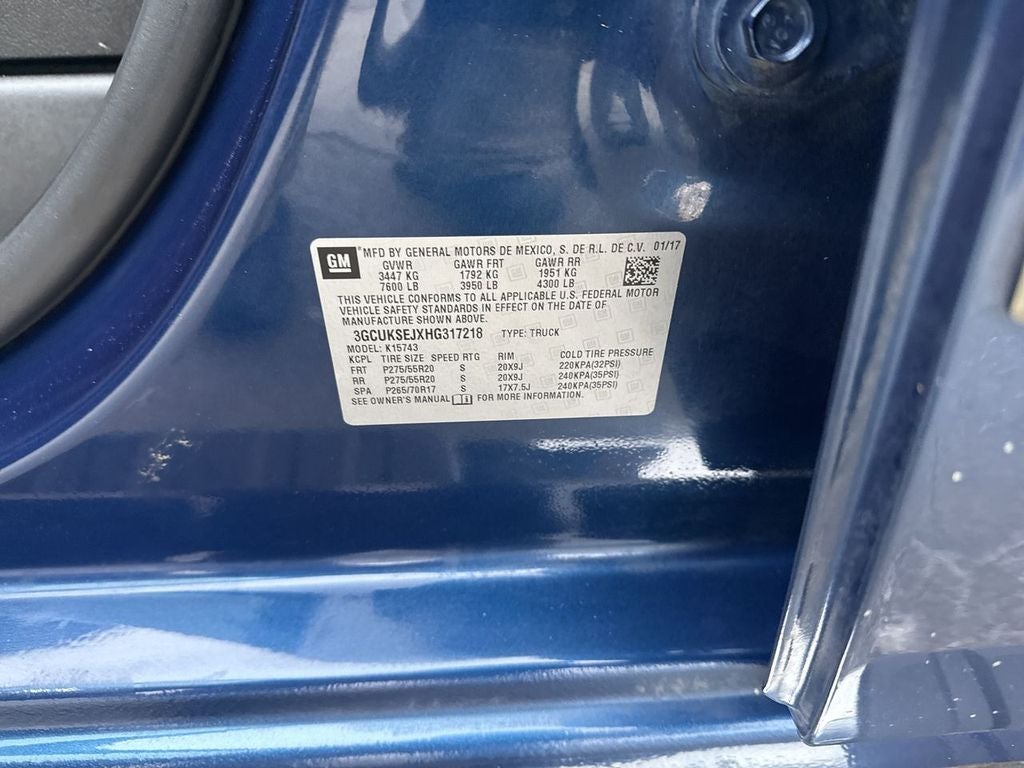 GM ® MFD BY GENERAL MOTORS DE MEXICO, S. DE R.L. DE C.V. 01/17
GVWR GAWR FRT GAWR RR
3447 KG 1792 KG 1951 KG
7600 LB 3950 LB 4300 LB
THIS VEHICLE CONFORMS TO ALL APPLICABLE U.S. FEDERAL MOTOR
VEHICLE SAFETY STANDARDS IN EFFECT ON THE DATE OF
MANUFACTURE SHOWN ABOVE.
3GCUKSEJXHG317218 TYPE: TRUCK
MODEL: K15743
KCPL TIRE SIZE SPEED RTG RIM COLD TIRE PRESSURE
FRT P275/55R20 S 20X9J 220KPA(32PSI)
RR P275/55R20 S 20X9J 240KPA(35PSI)
SPA P265/70R17 S 17X7.5J 240KPA(35PSI)
SEE OWNER'S MANUAL FOR MORE INFORMATION.